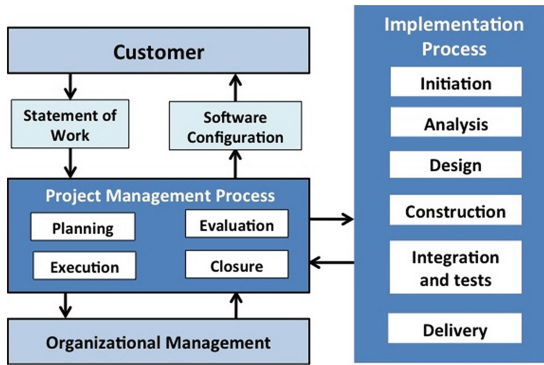 Customer
Statement of
Work
Software
Configuration
Project Management Process
Planning
Evaluation
Execution
Closure
Organizational Management
Implementation
Process
Initiation
Analysis
Design
Construction
Integration
and tests
Delivery